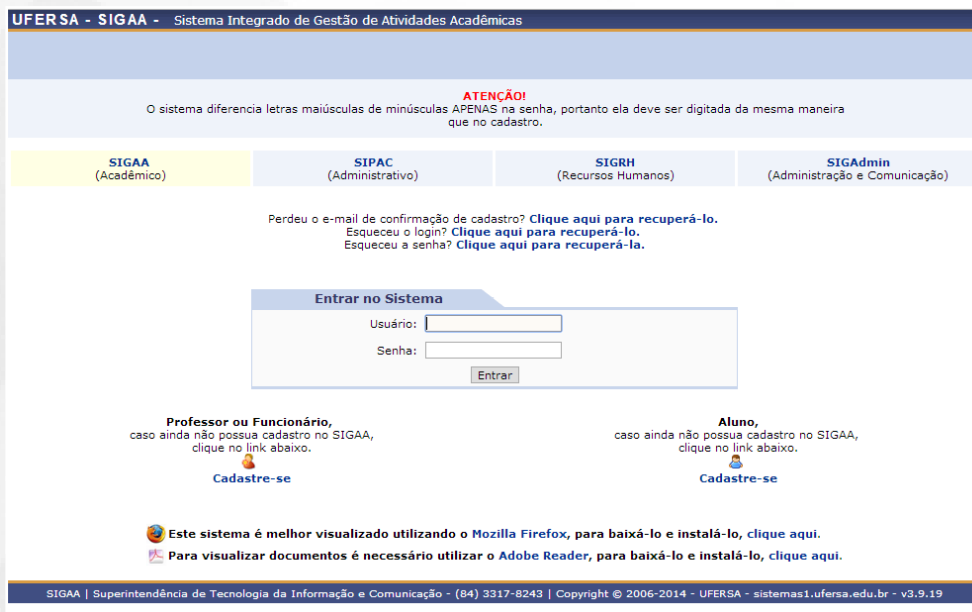 UFERSA - SIGAA - Sistema Integrado de Gestão de Atividades Acadêmicas
ATENÇÃO!
O sistema diferencia letras maiúsculas de minúsculas APENAS na senha, portanto ela deve ser digitada da mesma maneira
que no cadastro.
SIGAA SIPAC SIGRH SIGAdmin
(Acadêmico) (Administrativo) (Recursos Humanos) (Administração e Comunicação)
Perdeu o e-mail de confirmação de cadastro? Clique aqui para recuperá-lo.
Esqueceu o login? Clique aqui para recuperá-lo.
Esqueceu a senha? Clique aqui para recuperá-la.
Entrar no Sistema
Usuário:
Senha:
Entrar
Professor ou Funcionário,
caso ainda não possua cadastro no SIGAA,
clique no link abaixo.
Cadastre-se
Aluno,
caso ainda não possua cadastro no SIGAA,
clique no link abaixo.
Cadastre-se
Este sistema é melhor visualizado utilizando o Mozilla Firefox, para baixá-lo e instalá-lo, clique aqui.
Para visualizar documentos é necessário utilizar o Adobe Reader, para baixá-lo e instalá-lo, clique aqui.
SIGAA | Superintendência de Tecnologia da Informação e Comunicação - (84) 3317-8243 | Copyright © 2006-2014 - UFERSA - sistemas1.ufersa.edu.br - v3.9.19